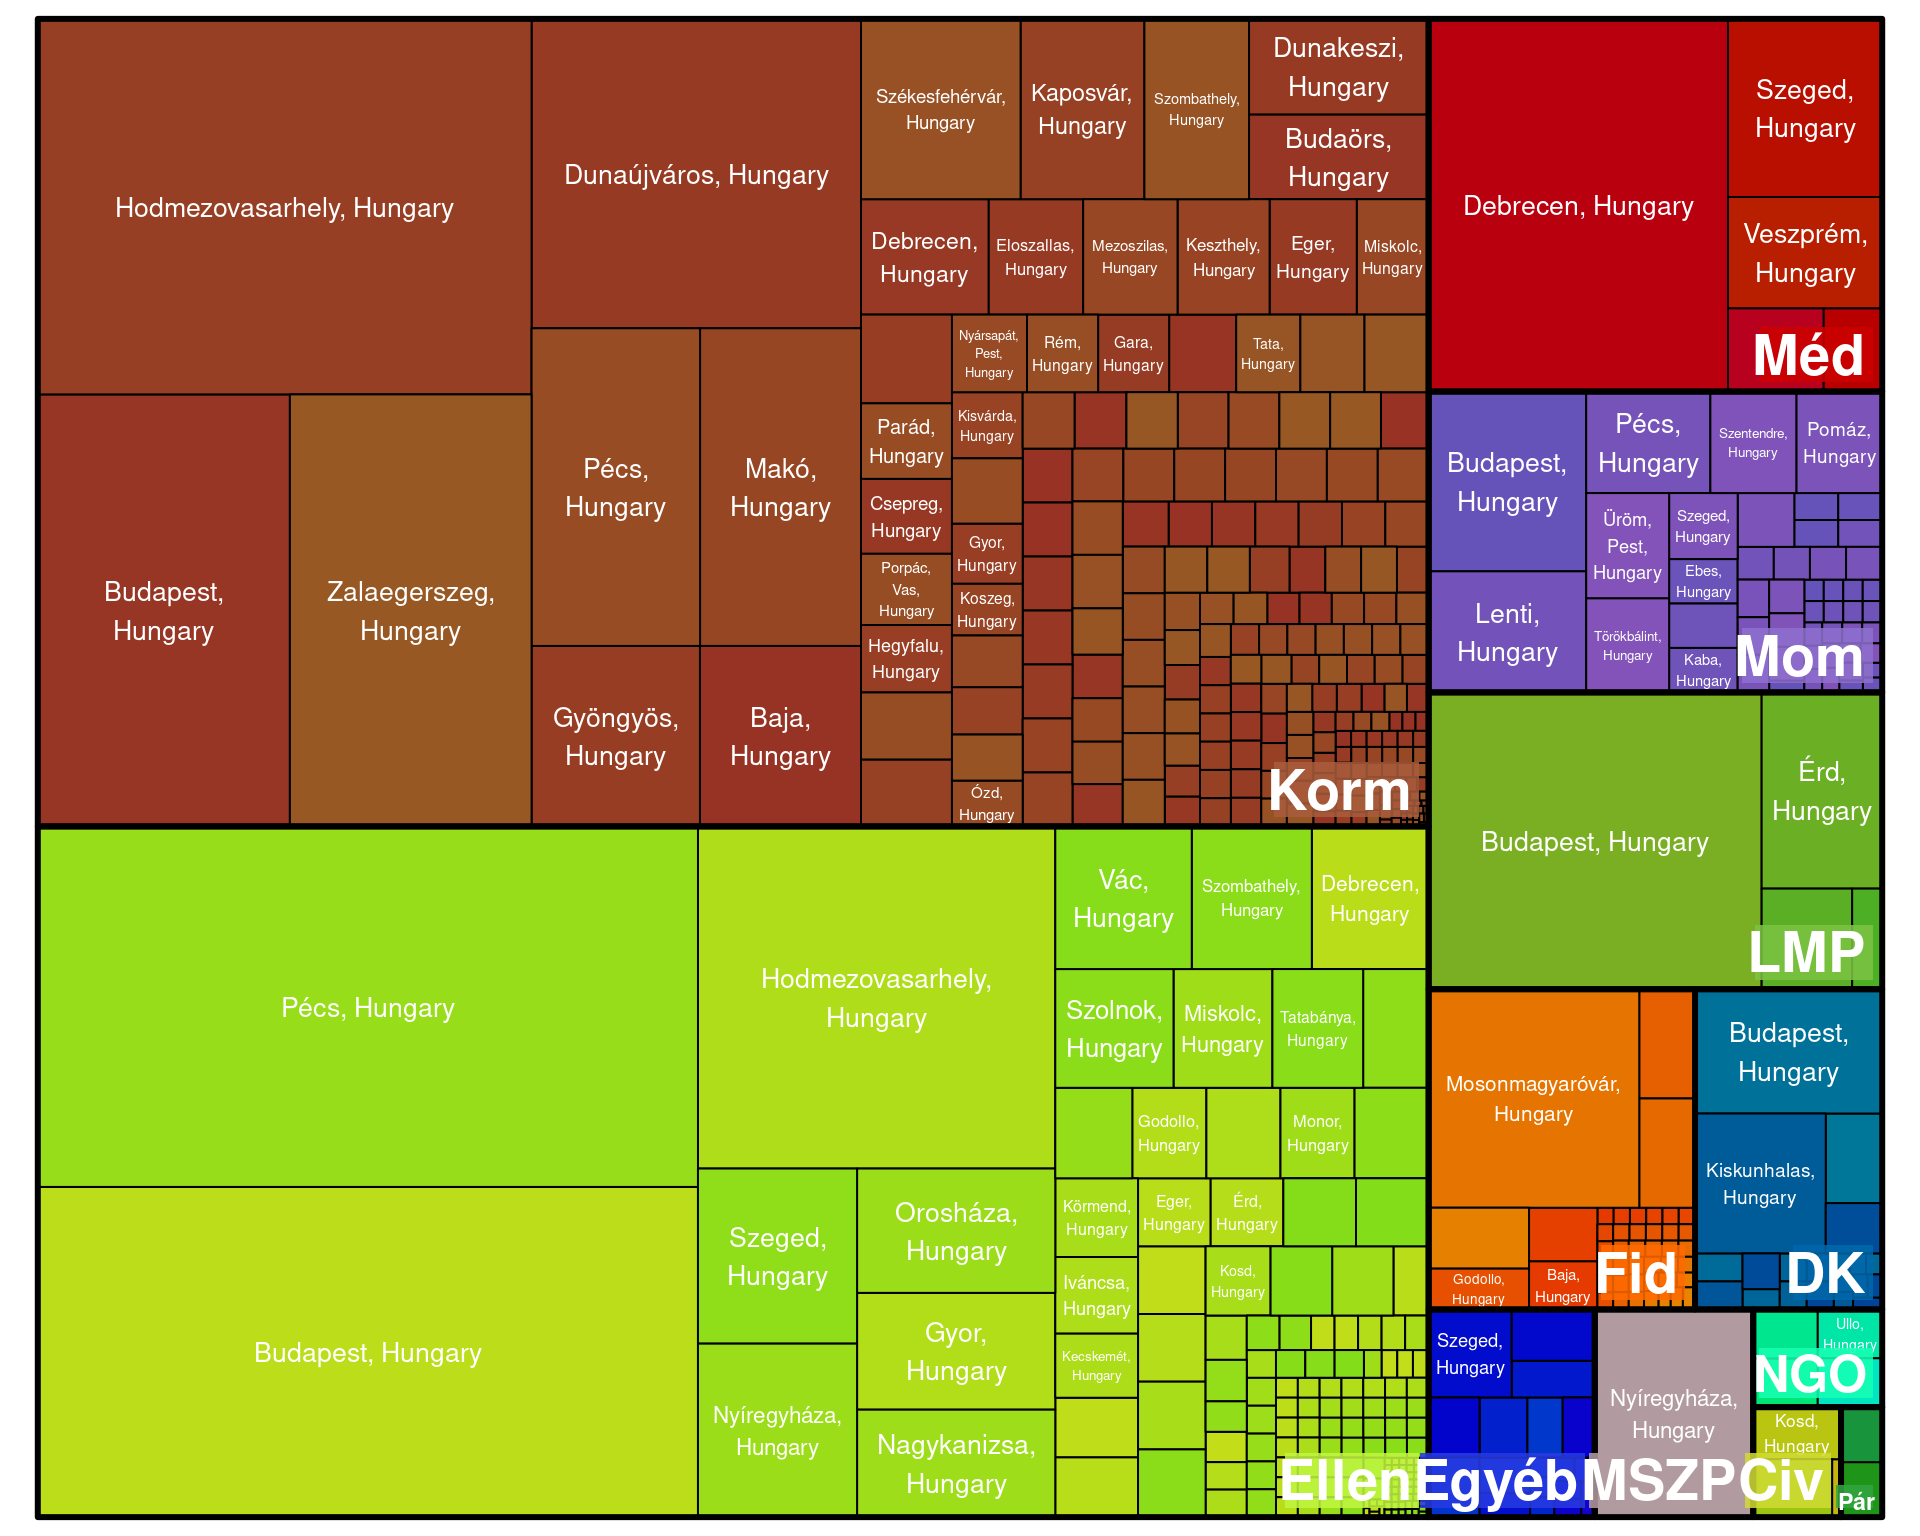 Hodmezovasarhely, Hungary
Dunaújváros, Hungary
Székesfehérvár,
Hungary
Kaposvár,
Hungary
Szombathely,
Hungary
Dunakeszi,
Hungary
Budaörs,
Hungary
Debrecen,
Hungary
Eloszallas,
Hungary
Mezoszilas,
Hungary
Keszthely,
Hungary
Eger,
Hungary
Miskolc,
Hungary
Nyársapát,
Pest,
Hungary
Rém,
Hungary
Gara,
Hungary
Tata,
Hungary
Budapest,
Hungary
Zalaegerszeg,
Hungary
Pécs,
Hungary
Makó,
Hungary
Gyöngyös,
Hungary
Baja,
Hungary
Parád,
Hungary
Csepreg,
Hungary
Porpác,
Vas,
Hungary
Hegyfalu,
Hungary
Kisvárda,
Hungary
Gyor,
Hungary
Koszeg,
Hungary
Ózd,
Hungary
Korm
Debrecen, Hungary
Szeged,
Hungary
Veszprém,
Hungary
Méd
Budapest,
Hungary
Lenti,
Hungary
Pécs,
Hungary
Szentendre,
Hungary
Pomáz,
Hungary
Üröm,
Pest,
Hungary
Szeged,
Hungary
Ebes,
Hungary
Törökbálint,
Hungary
Kaba,
Hungary
Mom
Budapest, Hungary
Érd,
Hungary
LMP
Pécs, Hungary
Budapest, Hungary
Hodmezovasarhely,
Hungary
Szeged,
Hungary
Nyíregyháza,
Hungary
Orosháza,
Hungary
Gyor,
Hungary
Nagykanizsa,
Hungary
Vác,
Hungary
Szombathely,
Hungary
Debrecen,
Hungary
Szolnok,
Hungary
Miskolc,
Hungary
Tatabánya,
Hungary
Godollo,
Hungary
Monor,
Hungary
Körmend,
Hungary
Eger,
Hungary
Érd,
Hungary
Iváncsa,
Hungary
Kosd,
Hungary
Kecskemét,
Hungary
Ellen
Mosonmagyaróvár,
Hungary
Godollo,
Hungary
Baja,
Hungary
Fid
Budapest,
Hungary
Kiskunhalas,
Hungary
DK
Szeged,
Hungary
Egyéb
Nyíregyháza,
Hungary
MSZP
Ullo,
Hungary
NGO
Kosd,
Hungary
Civ
Pár